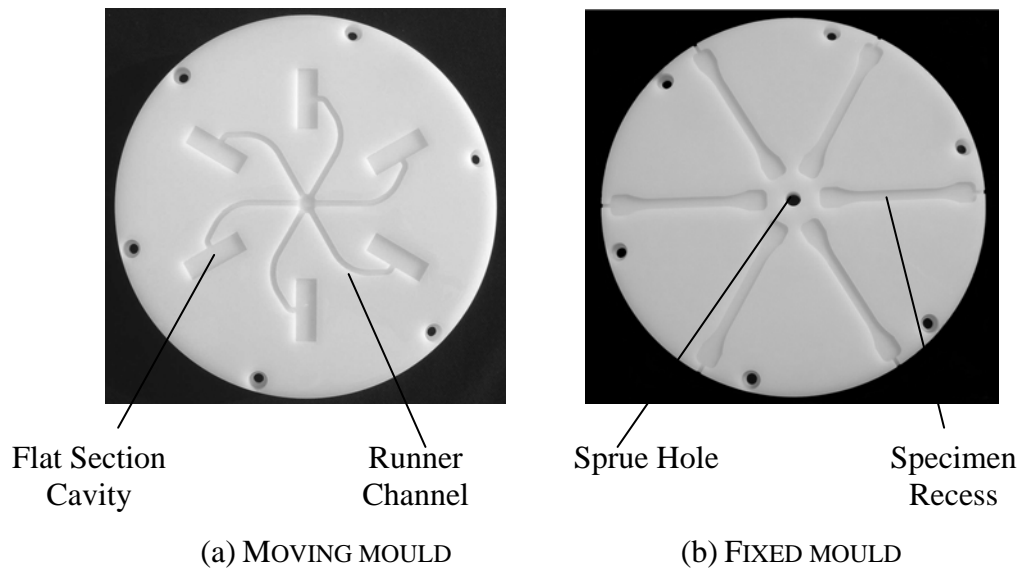 Flat Section
Cavity
Runner
Channel
Sprue Hole
Specimen
Recess
(a) MOVING MOULD
(b) FIXED MOULD